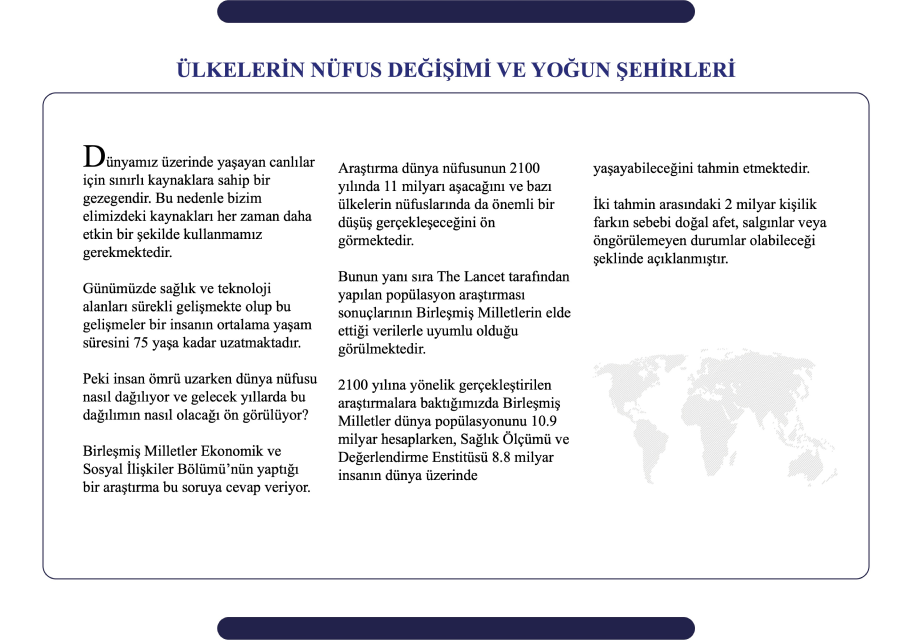 ÜLKELERİN NÜFUS DEĞİŞİMİ VE YOĞUN ŞEHİRLERİ
Dünyamız üzerinde yaşayan canlılar
için sınırlı kaynaklara sahip bir
gezegendir. Bu nedenle bizim
elimizdeki kaynakları her zaman daha
etkin bir şekilde kullanmamız
gerekmektedir.
Günümüzde sağlık ve teknoloji
alanları sürekli gelişmekte olup bu
gelişmeler bir insanın ortalama yaşam
süresini 75 yaşa kadar uzatmaktadır.
Peki insan ömrü uzarken dünya nüfusu
nasıl dağılıyor ve gelecek yıllarda bu
dağılımın nasıl olacağı ön görülüyor?
Birleşmiş Milletler Ekonomik ve
Sosyal İlişkiler Bölümü’nün yaptığı
bir araştırma bu soruya cevap veriyor.
Araştırma dünya nüfusunun 2100
yılında 11 milyarı aşacağını ve bazı
ülkelerin nüfuslarında da önemli bir
düşüş gerçekleşeceğini ön
görmektedir.
Bunun yanı sıra The Lancet tarafından
yapılan popülasyon araştırması
sonuçlarının Birleşmiş Milletlerin elde
ettiği verilerle uyumlu olduğu
görülmektedir.
2100 yılına yönelik gerçekleştirilen
araştırmalara baktığımızda Birleşmiş
Milletler dünya popülasyonunu 10.9
milyar hesaplarken, Sağlık Ölçümü ve
Değerlendirme Enstitüsü 8.8 milyar
insanın dünya üzerinde
yaşayabileceğini tahmin etmektedir.
İki tahmin arasındaki 2 milyar kişilik
farkın sebebi doğal afet, salgınlar veya
öngörülemeyen durumlar olabileceği
şeklinde açıklanmıştır.